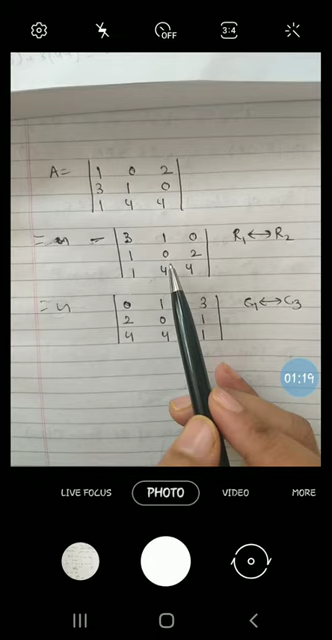 OFF
3:4
A= | 1 0 2 |
| 3 1 0 |
| 1 4 4 |
= - | 3 1 0 | R₁↔R₂
| 1 0 2 |
| 1 4 4 |
= | 0 1 3 | C₁↔C₃
| 2 0 1 |
| 4 4 1 |
01:19
LIVE FOCUS PHOTO VIDEO MORE